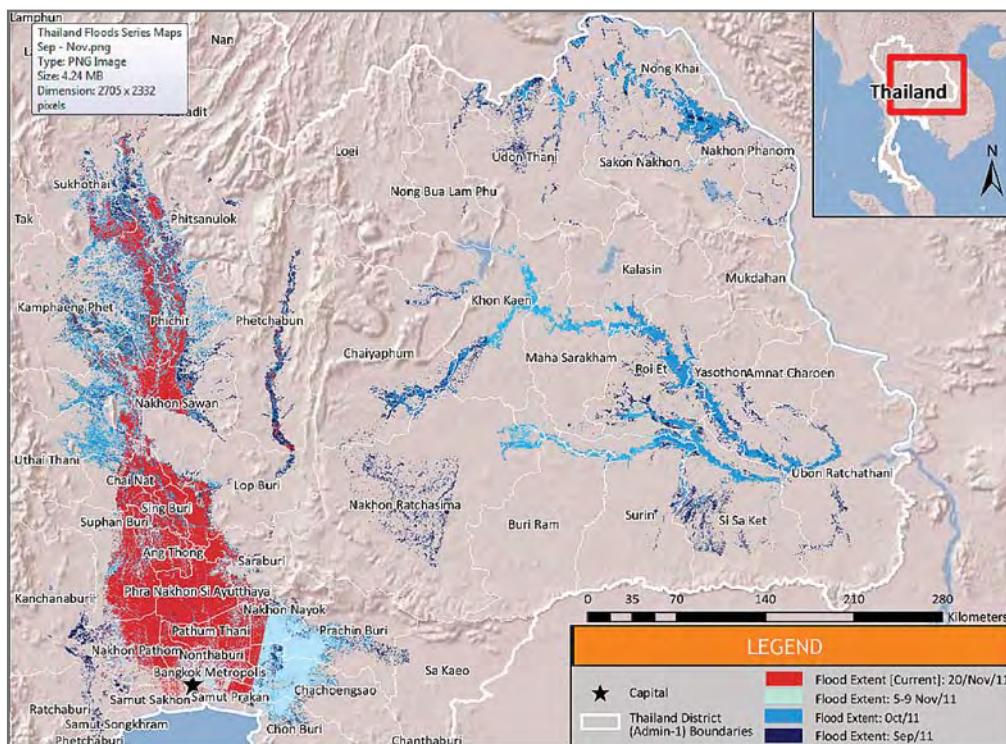 Lamphun
Nan
Thailand Floods Series Maps
Sep - Nov.png
Type: PNG Image
Size: 4.24 MB
Dimension: 2705 x 2332
pixels
Thailand
N
Nong Khai
Loei
Udon Thani
Sakon Nakhon
Nakhon Phanom
Sukhothai
Nong Bua Lam Phu
Tak
Phitsanulok
Kalasin
Mukdahan
Kamphaeng Phet
Phichit
Phetchabun
Khon Kaen
Chaiyaphum
Maha Sarakham
Roi Et
Yasothon
Amnat Charoen
Nakhon Sawan
Uthai Thani
Chai Nat
Lop Buri
Ubon Ratchathani
Sing Buri
Nakhon Ratchasima
Suphan Buri
Buri Ram
Surin
Si Sa Ket
Ang Thong
Saraburi
Kanchanaburi
Phra Nakhon Si Ayutthaya
Nakhon Nayok
0 35 70 140 210 280
Kilometers
Pathum Thani
Prachin Buri
Nakhon Pathom
Nonthaburi
Bangkok Metropolis
Sa Kaeo
Samut Sakhon
Samut Prakan
Chachoengsao
Ratchaburi
Samut Songkhram
Phetchaburi
Chon Buri
Chanthaburi
LEGEND
Capital
Thailand District
(Admin-1) Boundaries
Flood Extent [Current]: 20/Nov/11
Flood Extent: 5-9 Nov/11
Flood Extent: Oct/11
Flood Extent: Sep/11